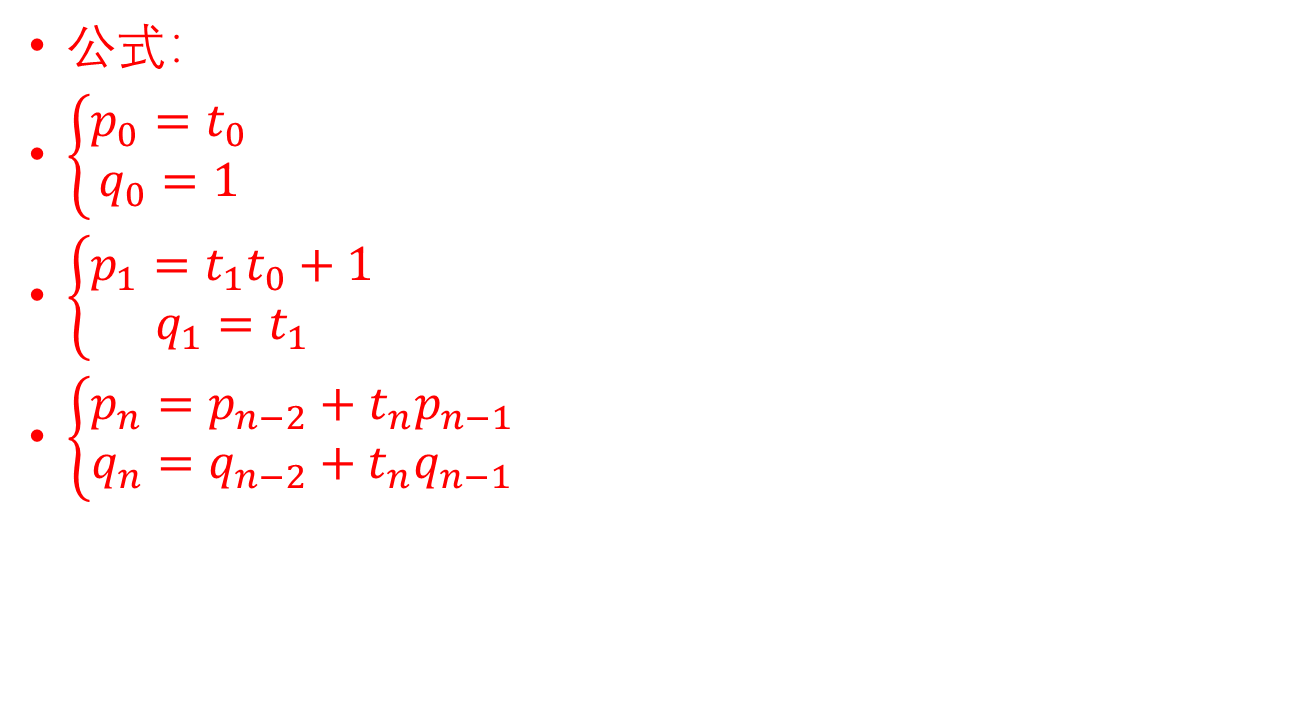 • 公式：
• { p₀ = t₀
q₀ = 1
• { p₁ = t₁t₀ + 1
q₁ = t₁
• { pₙ = pₙ₋₂ + tₙpₙ₋₁
qₙ = qₙ₋₂ + tₙqₙ₋₁